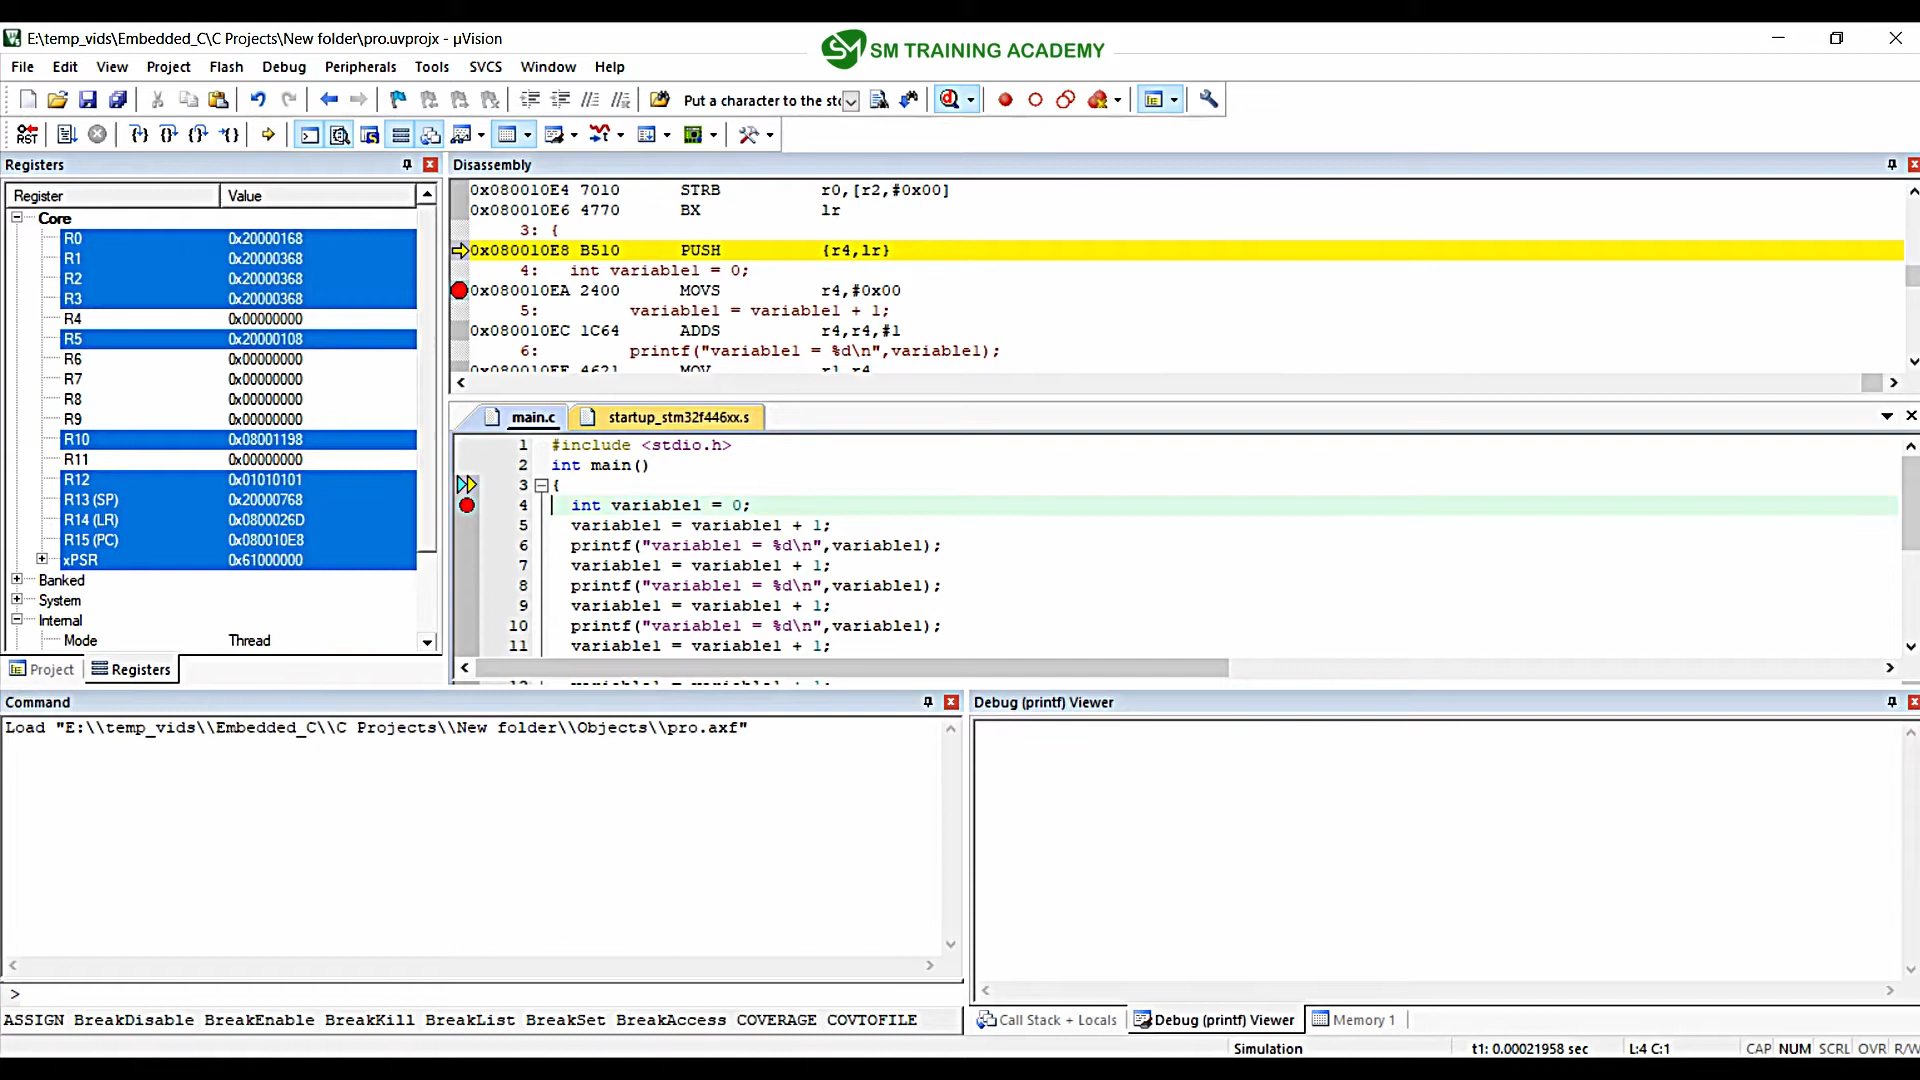 E:\temp_vids\Embedded_C\C Projects\New folder\pro.uvprojx - µVision
SM TRAINING ACADEMY
File Edit View Project Flash Debug Peripherals Tools SVCS Window Help
Put a character to the sto
RST
Registers
Register Value
Core
R0 0x20000168
R1 0x20000368
R2 0x20000368
R3 0x20000368
R4 0x00000000
R5 0x20000108
R6 0x00000000
R7 0x00000000
R8 0x00000000
R9 0x00000000
R10 0x08001198
R11 0x00000000
R12 0x01010101
R13 (SP) 0x20000768
R14 (LR) 0x0800026D
R15 (PC) 0x080010E8
xPSR 0x61000000
Banked
System
Internal
Mode Thread
Project Registers
Disassembly
0x080010E4 7010 STRB r0,[r2,#0x00]
0x080010E6 4770 BX lr
3: {
0x080010E8 B510 PUSH {r4,lr}
4: int variable1 = 0;
0x080010EA 2400 MOVS r4,#0x00
5: variable1 = variable1 + 1;
0x080010EC 1C64 ADDS r4,r4,#1
6: printf("variable1 = %d\n",variable1);
0x080010EE 4621 MOV r1,r4
main.c startup_stm32f446xx.s
1 #include <stdio.h>
2 int main()
3 {
4 int variable1 = 0;
5 variable1 = variable1 + 1;
6 printf("variable1 = %d\n",variable1);
7 variable1 = variable1 + 1;
8 printf("variable1 = %d\n",variable1);
9 variable1 = variable1 + 1;
10 printf("variable1 = %d\n",variable1);
11 variable1 = variable1 + 1;
Command
Load "E:\\temp_vids\\Embedded_C\\C Projects\\New folder\\Objects\\pro.axf"
>
ASSIGN BreakDisable BreakEnable BreakKill BreakList BreakSet BreakAccess COVERAGE COVTOFILE
Debug (printf) Viewer
Call Stack + Locals Debug (printf) Viewer Memory 1
Simulation t1: 0.00021958 sec L:4 C:1 CAP NUM SCRL OVR R/W